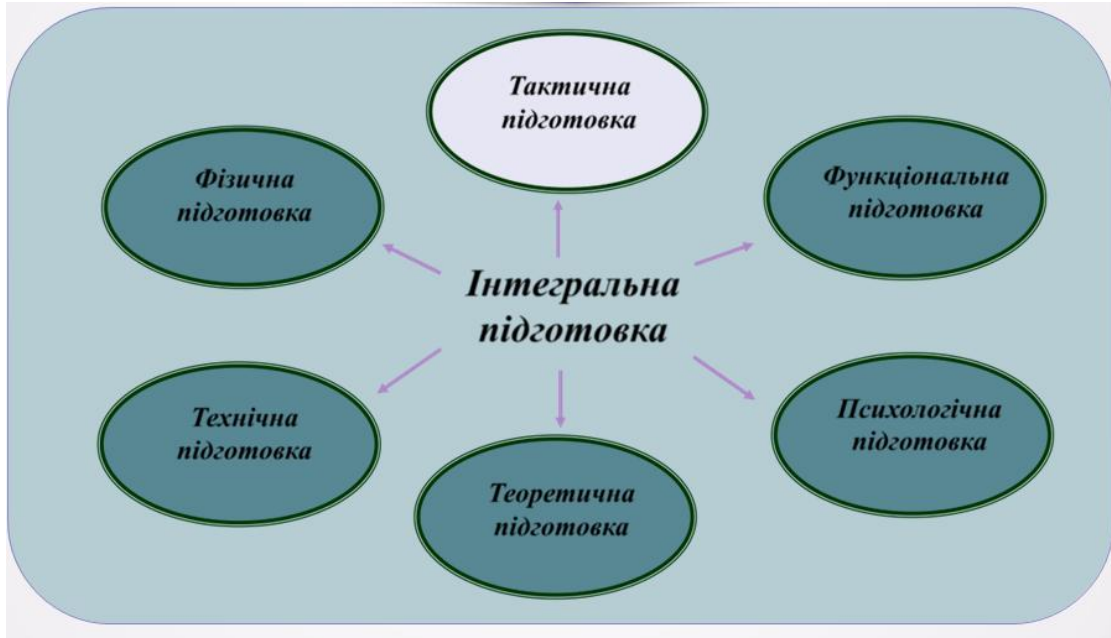 Тактична
підготовка
Фізична
підготовка
Функціональна
підготовка
Інтегральна
підготовка
Технічна
підготовка
Психологічна
підготовка
Теоретична
підготовка